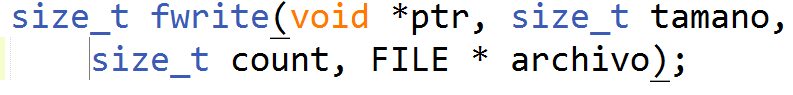 size_t fwrite(void *ptr, size_t tamano,
size_t count, FILE * archivo);